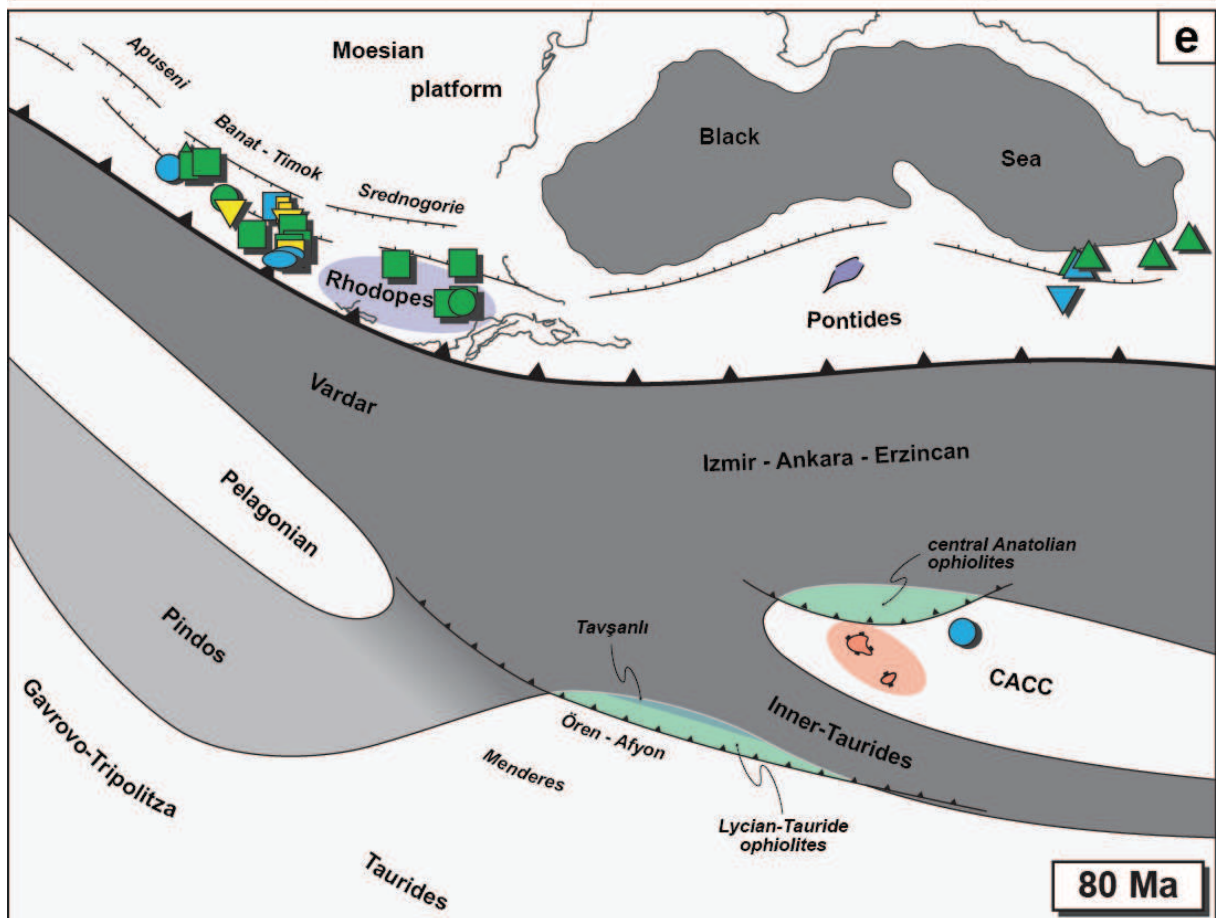 e
Apuseni
Moesian
platform
Banat - Timok
Black
Sea
Srednogorie
Rhodopes
Pontides
Vardar
Izmir - Ankara - Erzincan
Pelagonian
central Anatolian
ophiolites
Pindos
Tavşanlı
CACC
Inner-Taurides
Gavrovo-Tripolitza
Ören - Afyon
Menderes
Lycian-Tauride
ophiolites
Taurides
80 Ma